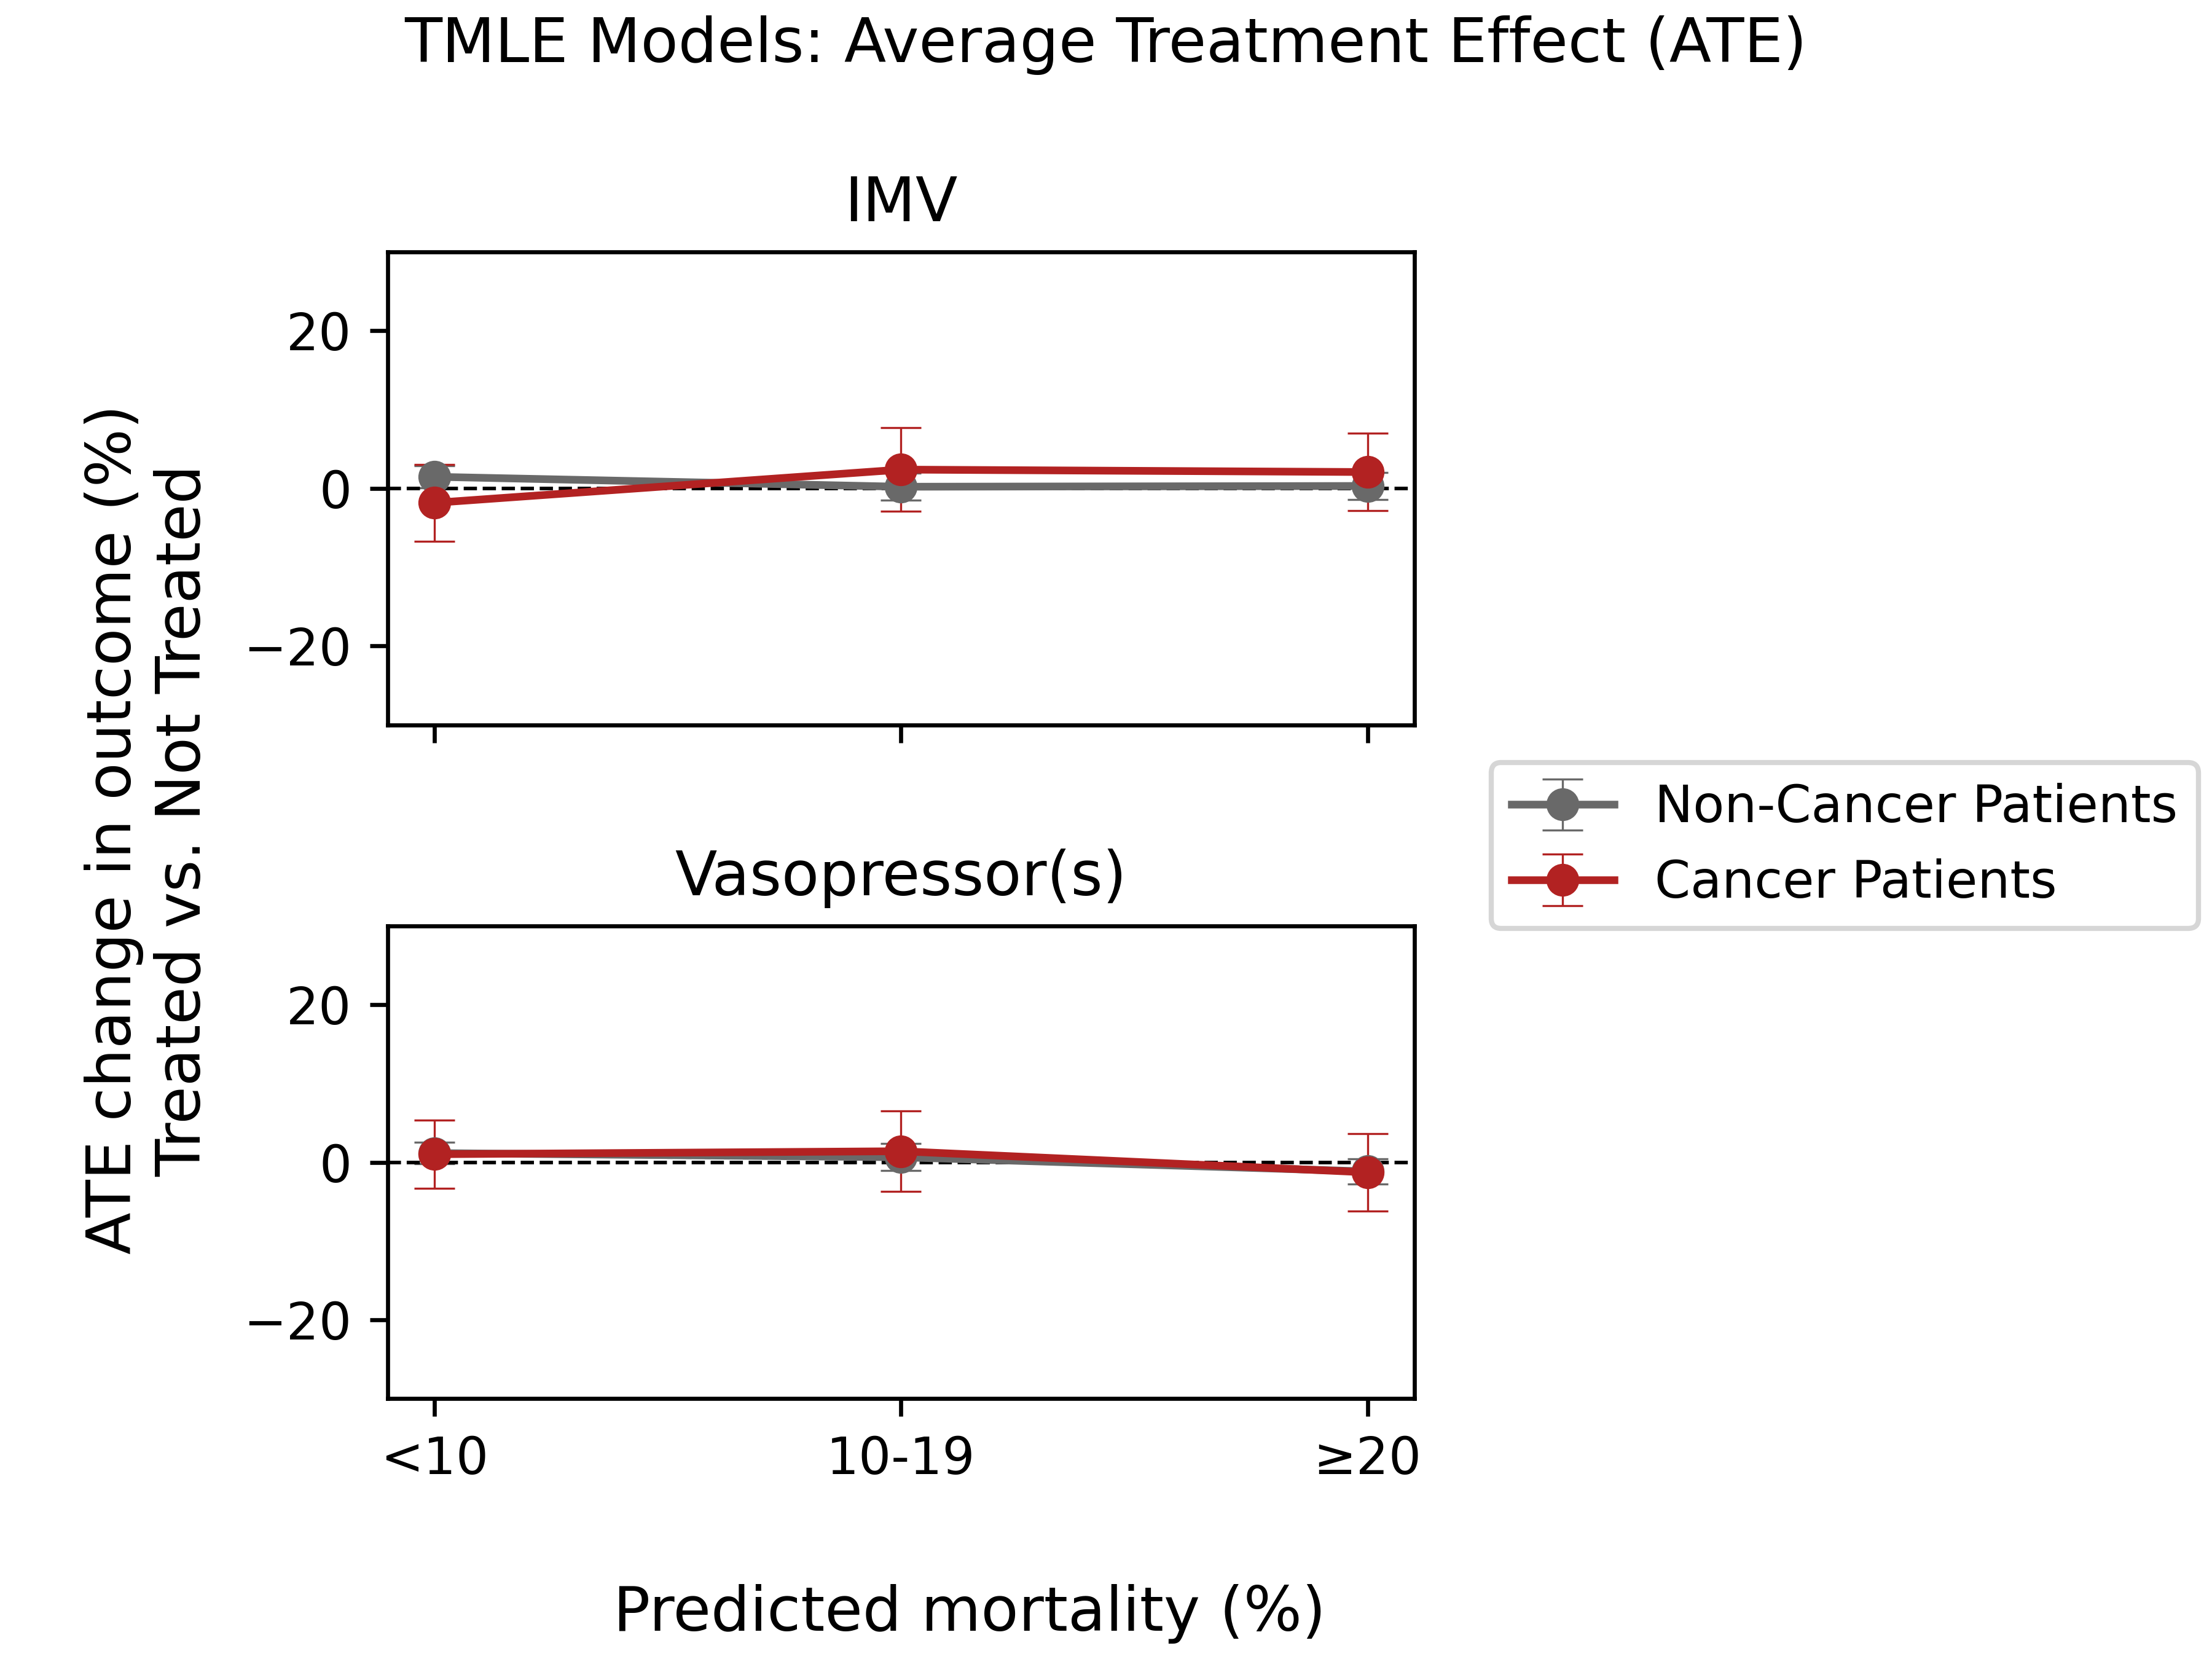 TMLE Models: Average Treatment Effect (ATE)
ATE change in outcome (%)
Treated vs. Not Treated
IMV
20
0
−20
Vasopressor(s)
20
0
−20
<10
10-19
≥20
Predicted mortality (%)
Non-Cancer Patients
Cancer Patients